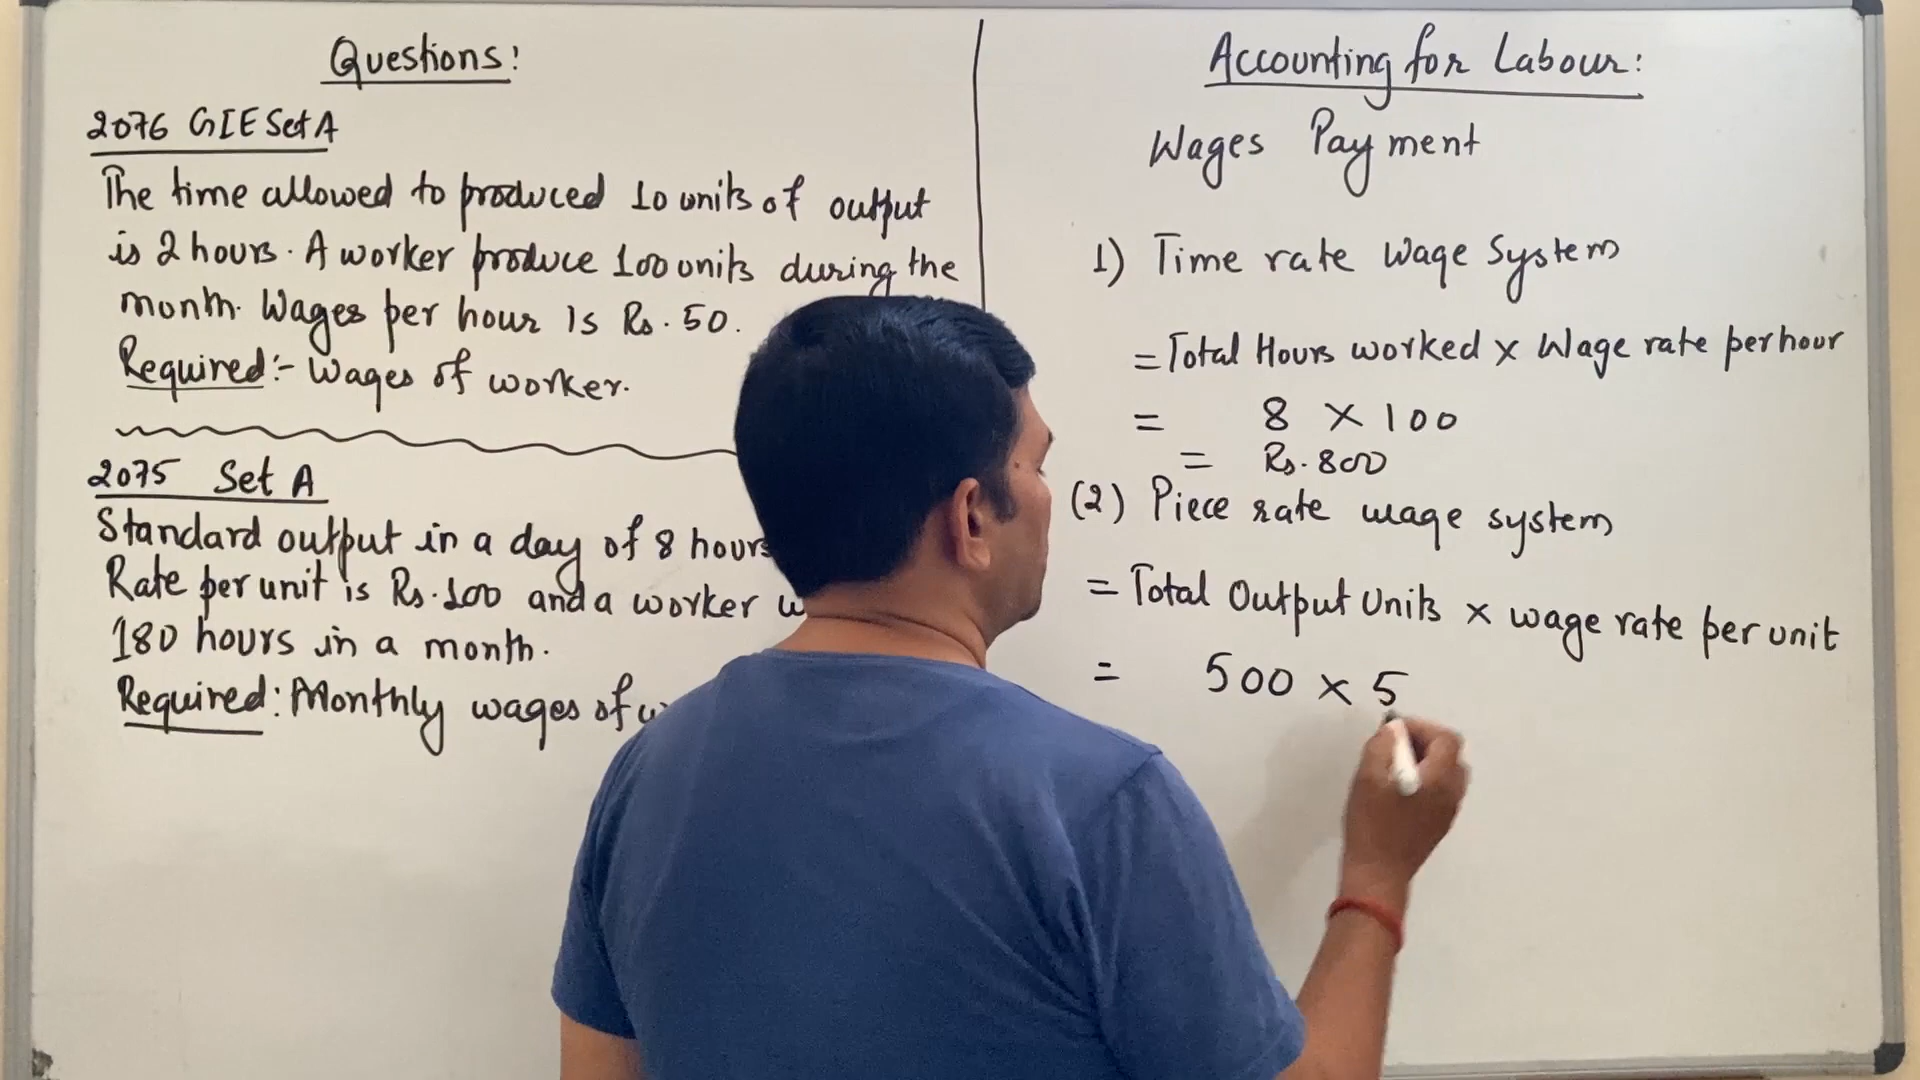 Questions:
2076 GIE Set A
The time allowed to produced 10 units of output
is 2 hours. A worker produce 100 units during the
month. Wages per hour is Rs. 50.
Required:- Wages of worker.
2075 Set A
Standard output in a day of 8 hours
Rate per unit is Rs. 100 and a worker
180 hours in a month.
Required: Monthly wages of
Accounting for Labour:
Wages Payment
1) Time rate wage system
= Total Hours worked × Wage rate per hour
= 8 × 100
= Rs. 800
(2) Piece rate wage system
= Total Output Units × wage rate per unit
= 500 × 5